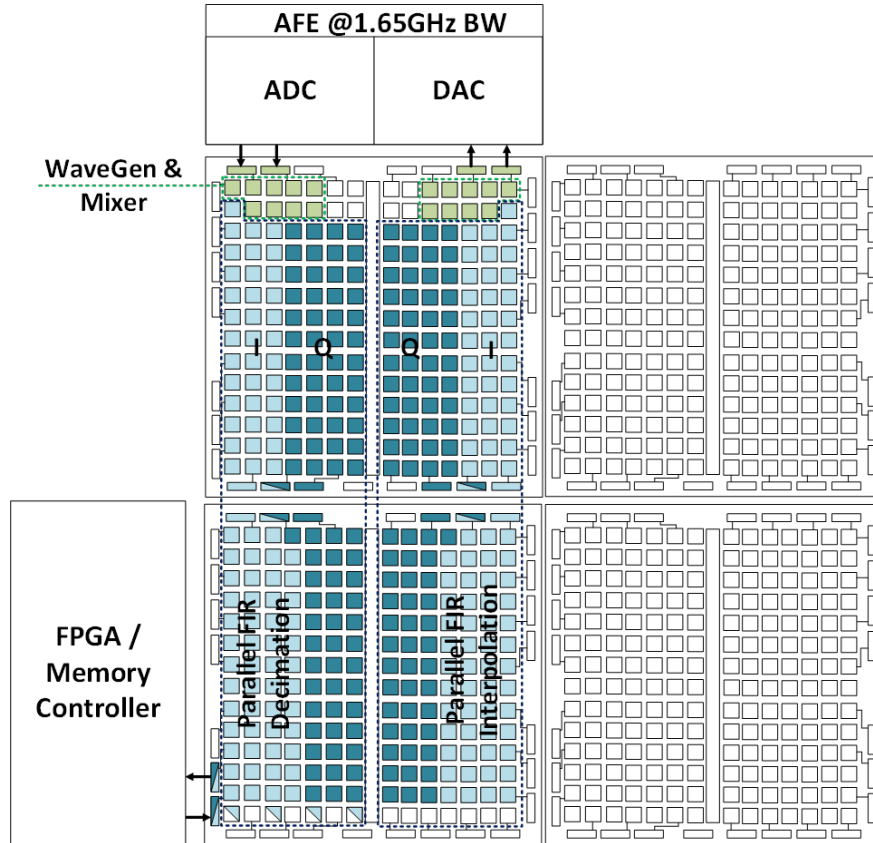 AFE @1.65GHz BW
ADC
DAC
WaveGen &
Mixer
I
Q
Q
I
FPGA /
Memory
Controller
Parallel FIR
Decimation
Parallel FIR
Interpolation